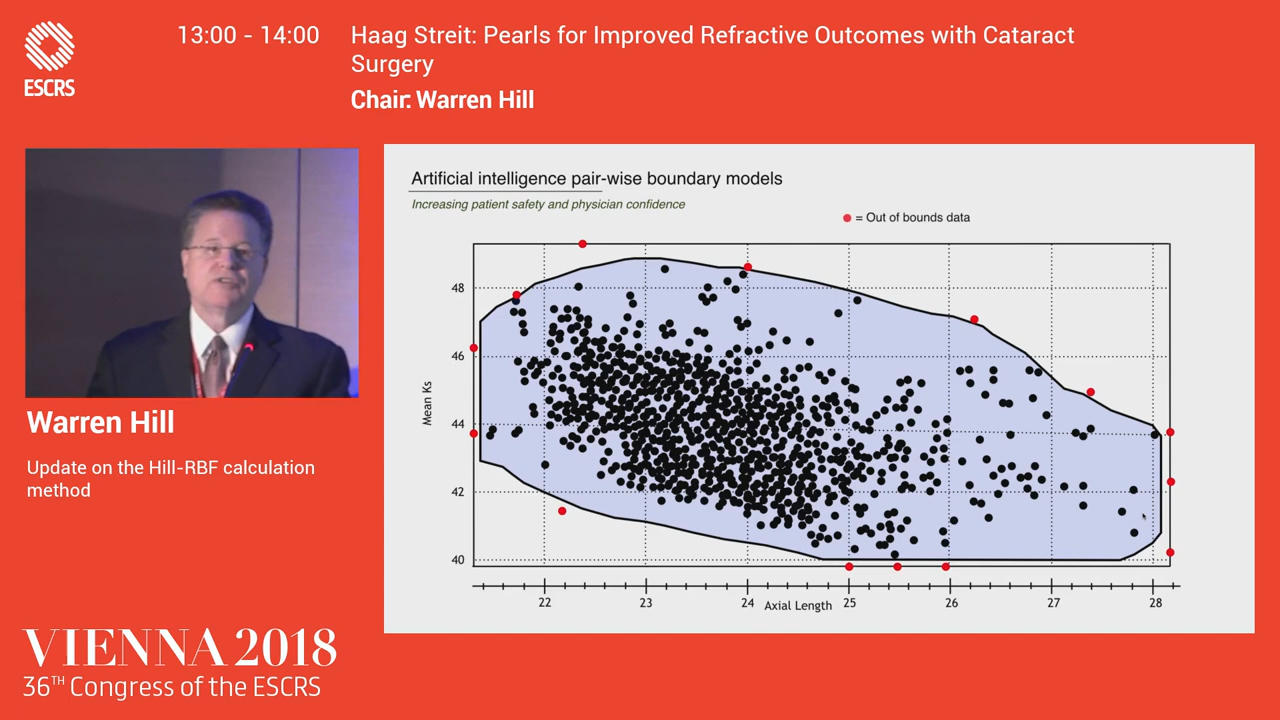 ESCRS
13:00 - 14:00
Haag Streit: Pearls for Improved Refractive Outcomes with Cataract
Surgery
Chair: Warren Hill
Warren Hill
Update on the Hill-RBF calculation
method
Artificial intelligence pair-wise boundary models
Increasing patient safety and physician confidence
= Out of bounds data
Mean Ks
48
46
44
42
40
22 23 24 25 26 27 28
Axial Length
VIENNA 2018
36TH Congress of the ESCRS